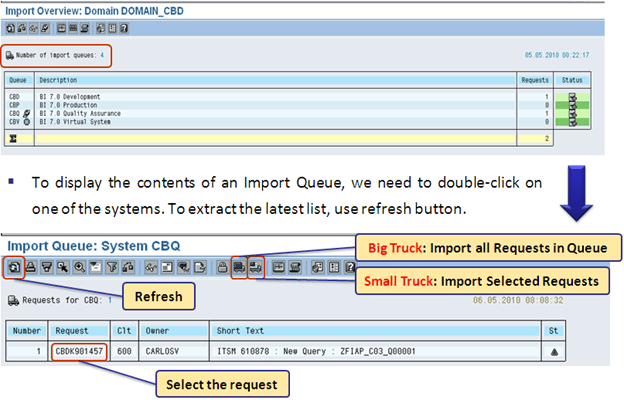 Import Overview: Domain DOMAIN_CBD
Number of import queues: 4 05.05.2010 00:22:17
Queue Description Requests Status
CBD BI 7.0 Development 1
CBP BI 7.0 Production 0
CBQ BI 7.0 Quality Assurance 1
CBV BI 7.0 Virtual System 0
2
▪ To display the contents of an Import Queue, we need to double-click on
one of the systems. To extract the latest list, use refresh button.
Import Queue: System CBQ
Big Truck: Import all Requests in Queue
Small Truck: Import Selected Requests
Refresh
Requests for CBQ: 1 06.05.2010 08:08:32
Number Request Clt Owner Short Text St
1 CBDK901457 600 CARLOSV ITSM 610878 : New Query : ZFIAP_C03_Q00001
Select the request